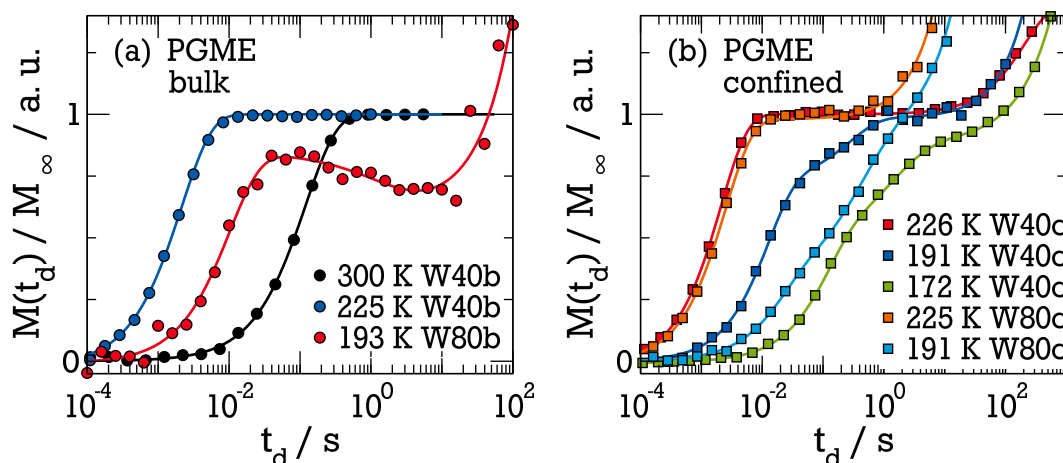 (a) PGME
bulk
M(t_d) / M_∞ / a. u.
1
0
300 K W40b
225 K W40b
193 K W80b
10^-4 10^-2 10^0 10^2
t_d / s
(b) PGME
confined
M(t_d) / M_∞ / a. u.
1
0
226 K W40c
191 K W40c
172 K W40c
225 K W80c
191 K W80c
10^-4 10^-2 10^0 10^2
t_d / s